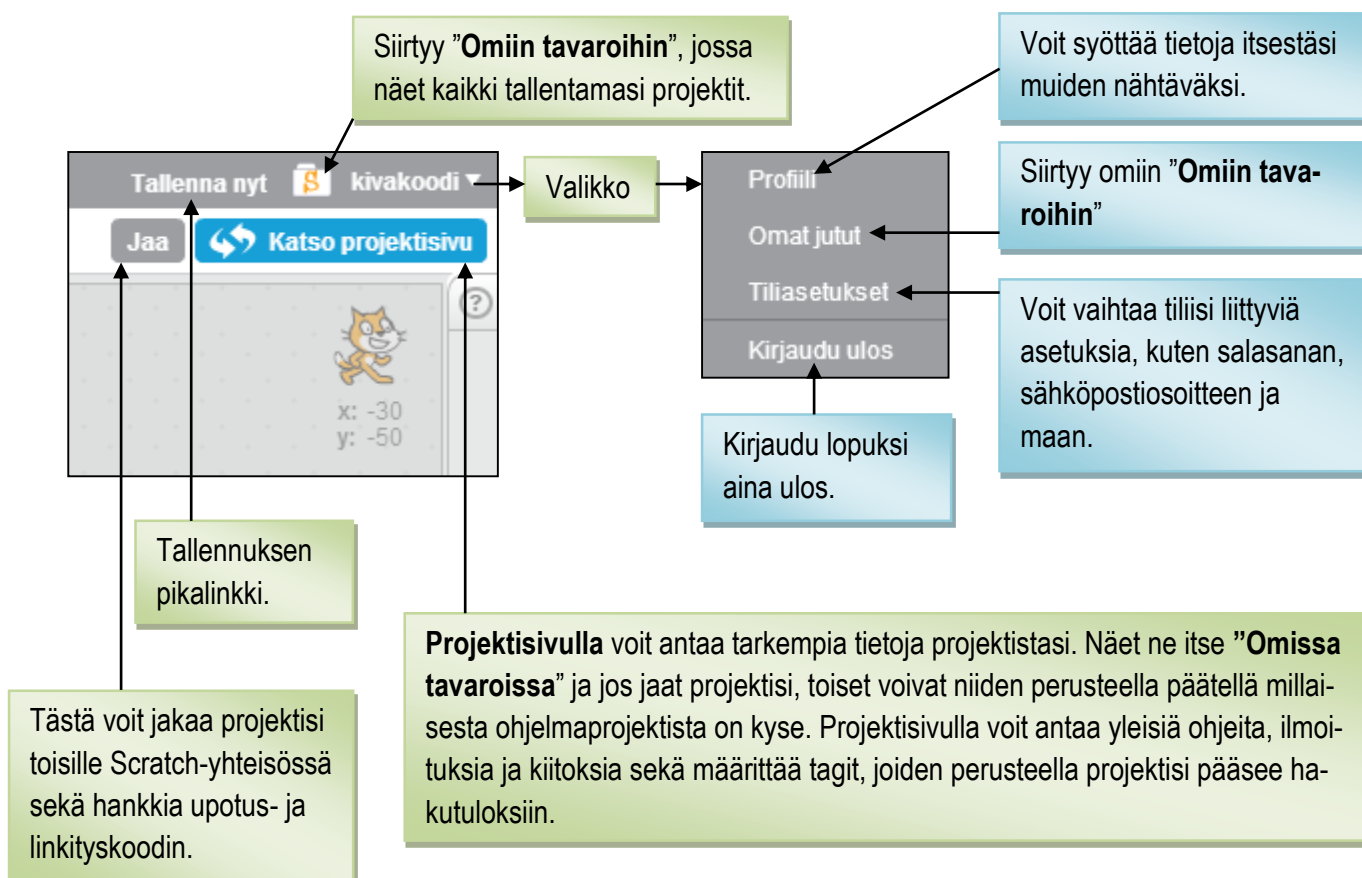 Siirtyy ”Omiin tavaroihin”, jossa
näet kaikki tallentamasi projektit.
Voit syöttää tietoja itsestäsi
muiden nähtäväksi.
Tallenna nyt
kivakoodi
Valikko
Profiili
Siirtyy omiin ”Omiin tava-
roihin”
Jaa
Katso projektisivu
Omat jutut
Tiliasetukset
Kirjaudu ulos
?
x: -30
y: -50
Voit vaihtaa tiliisi liittyviä
asetuksia, kuten salasanan,
sähköpostiosoitteen ja
maan.
Kirjaudu lopuksi
aina ulos.
Tallennuksen
pikalinkki.
Projektisivulla voit antaa tarkempia tietoja projektistasi. Näet ne itse ”Omissa
tavaroissa” ja jos jaat projektisi, toiset voivat niiden perusteella päätellä millai-
sesta ohjelmaprojektista on kyse. Projektisivulla voit antaa yleisiä ohjeita, ilmoi-
tuksia ja kiitoksia sekä määrittää tagit, joiden perusteella projektisi pääsee ha-
kutuloksiin.
Tästä voit jakaa projektisi
toisille Scratch-yhteisössä
sekä hankkia upotus- ja
linkityskoodin.